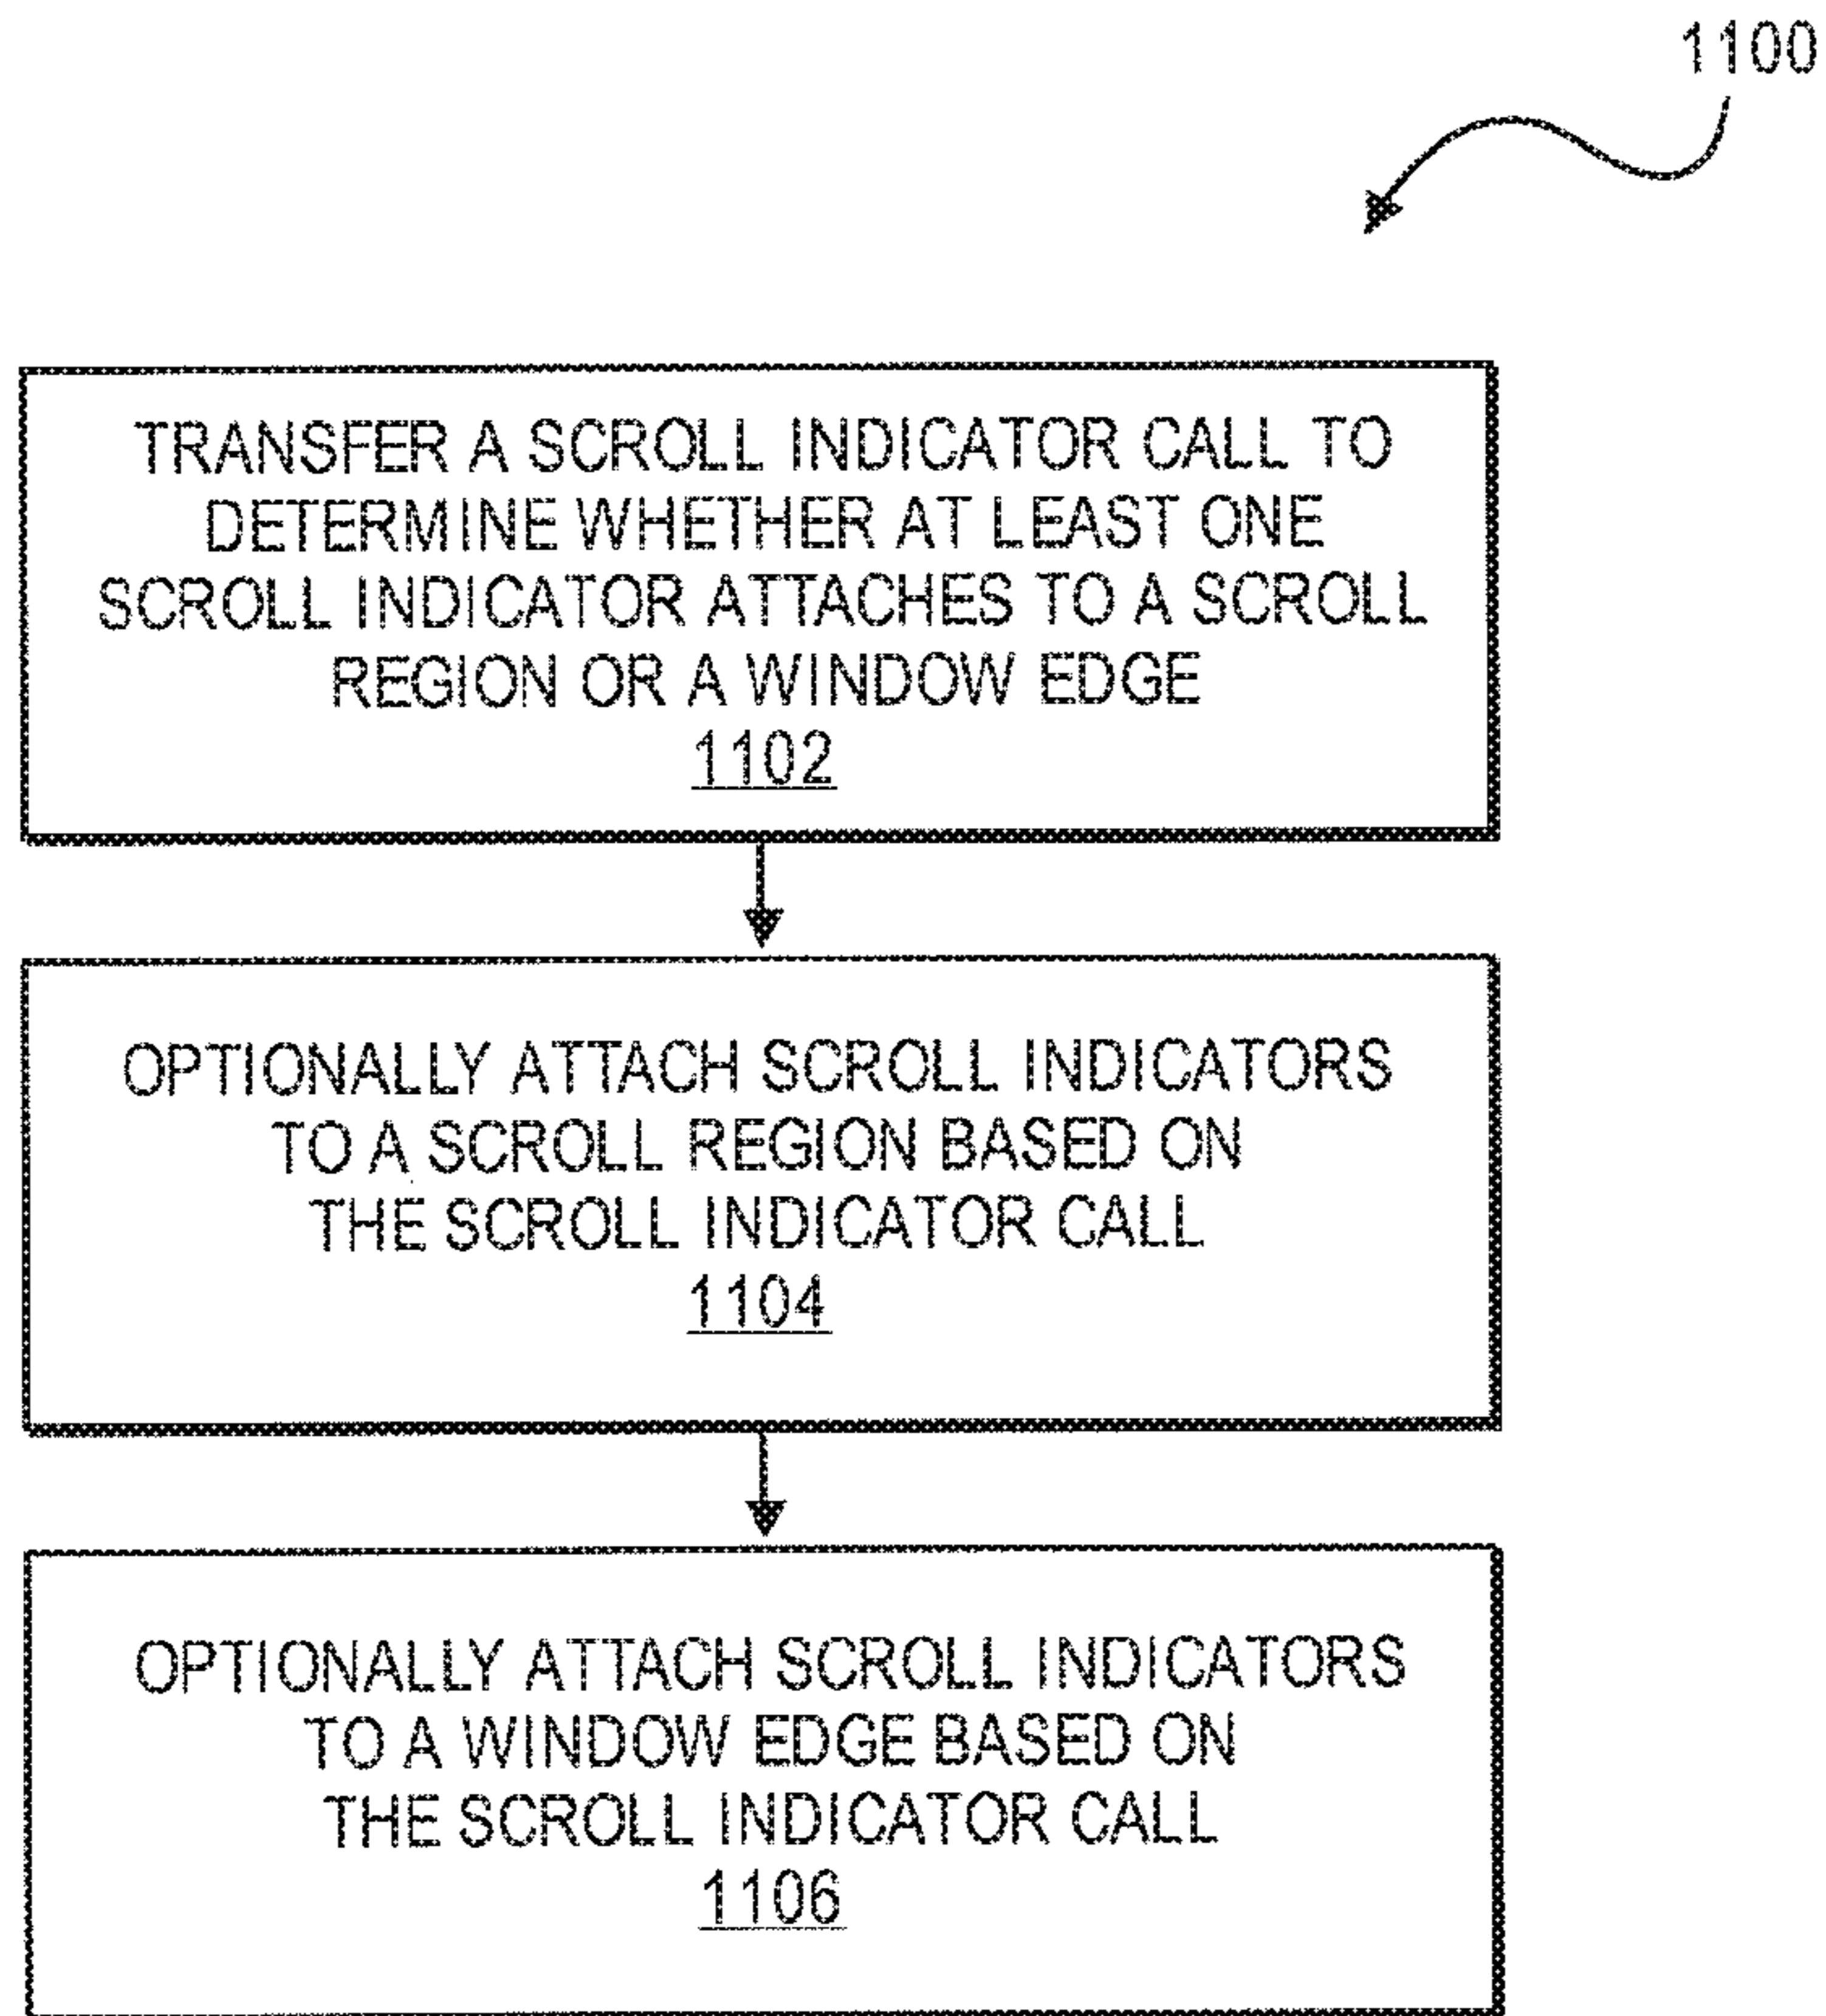 1100
TRANSFER A SCROLL INDICATOR CALL TO
DETERMINE WHETHER AT LEAST ONE
SCROLL INDICATOR ATTACHES TO A SCROLL
REGION OR A WINDOW EDGE
1102
OPTIONALLY ATTACH SCROLL INDICATORS
TO A SCROLL REGION BASED ON
THE SCROLL INDICATOR CALL
1104
OPTIONALLY ATTACH SCROLL INDICATORS
TO A WINDOW EDGE BASED ON
THE SCROLL INDICATOR CALL
1106